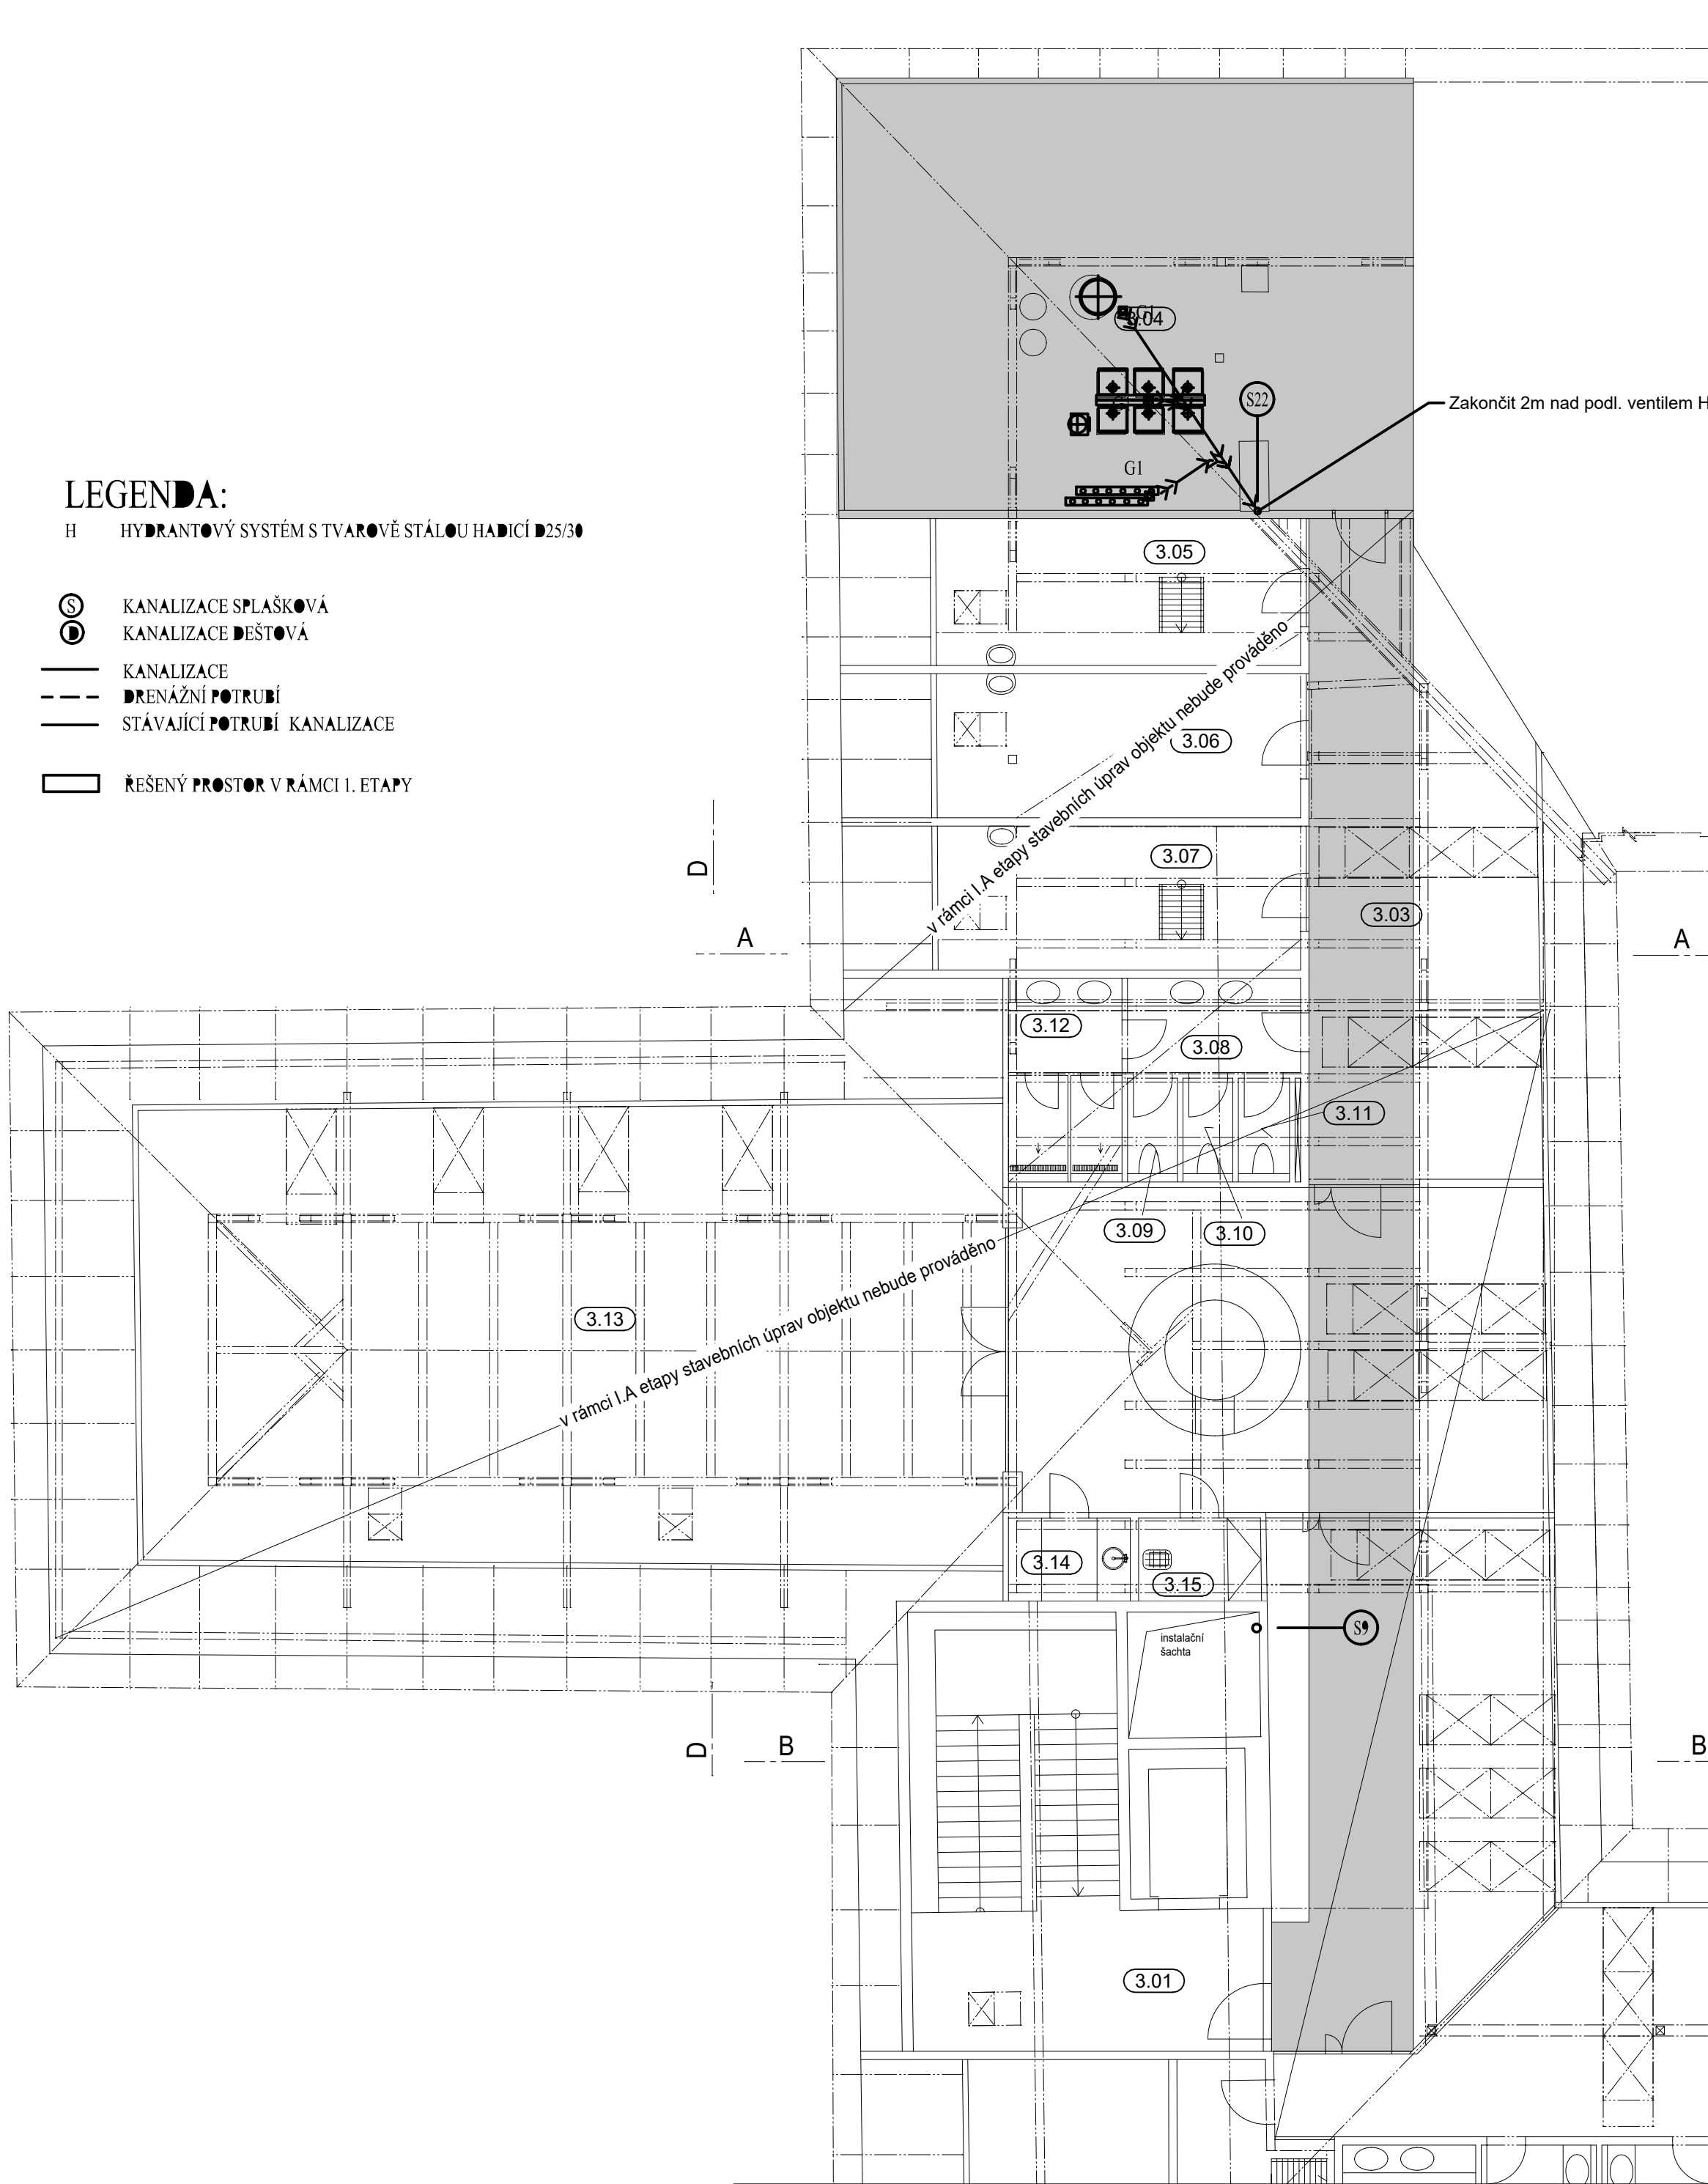 3.04
S22
Zakončit 2m nad podl. ventilem H
G1
LEGENDA:
H HYDRANTOVÝ SYSTÉM S TVAROVĚ STÁLOU HADICÍ D25/30
S KANALIZACE SPLAŠKOVÁ
D KANALIZACE DEŠTOVÁ
KANALIZACE
DRENÁŽNÍ POTRUBÍ
STÁVAJÍCÍ POTRUBÍ KANALIZACE
ŘEŠENÝ PROSTOR V RÁMCI 1. ETAPY
3.05
v rámci I.A etapy stavebních úprav objektu nebude prováděno
3.06
D
3.07
3.03
A
A
3.12
3.08
3.11
3.09
3.10
3.13
v rámci I.A etapy stavebních úprav objektu nebude prováděno
3.14
3.15
instalační
šachta
S9
D
B
B
3.01